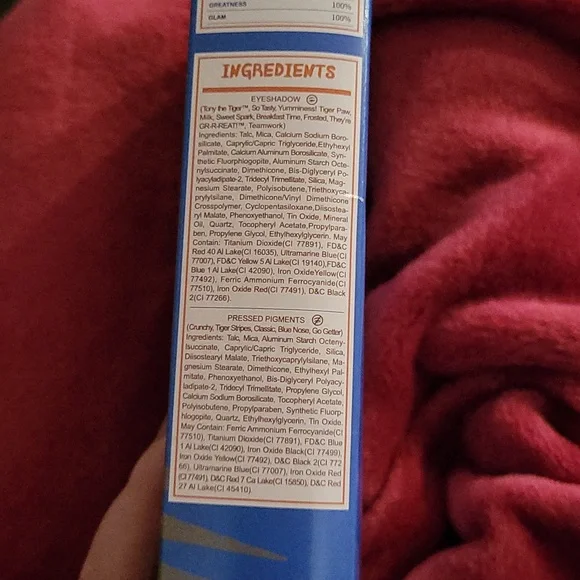 GREATNESS 100%
GLAM 100%
INGREDIENTS
EYESHADOW
(Tony the Tiger™, So Tasty, Yumminess! Tiger Paw,
Milk, Sweet Spark, Breakfast Time, Frosted, They're
GR-R-REAT!™, Teamwork)
Ingredients: Talc, Mica, Calcium Sodium Boro-
silicate, Caprylic/Capric Triglyceride,Ethylhexyl
Palmitate, Calcium Aluminum Borosilicate, Syn-
thetic Fluorphlogopite, Aluminum Starch Octe-
nylsuccinate, Dimethicone, Bis-Diglyceryl Po-
lyacyladipate-2, Tridecyl Trimellitate, Silica, Mag-
nesium Stearate, Polyisobutene,Triethoxyca-
prylylsilane, Dimethicone/Vinyl Dimethicone
Crosspolymer, Cyclopentasiloxane,Diisostea-
ryl Malate, Phenoxyethanol, Tin Oxide, Mineral
Oil, Quartz, Tocopheryl Acetate,Propylpara-
ben, Propylene Glycol, Ethylhexylglycerin. May
Contain: Titanium Dioxide(CI 77891), FD&C
Red 40 Al Lake(CI 16035), Ultramarine Blue(CI
77007), FD&C Yellow 5 Al Lake(CI 19140),FD&C
Blue 1 Al Lake(CI 42090), Iron OxideYellow(CI
77492), Ferric Ammonium Ferrocyanide(CI
77510), Iron Oxide Red(CI 77491), D&C Black
2(CI 77266).
PRESSED PIGMENTS
(Crunchy, Tiger Stripes, Classic, Blue Nose, Go Getter)
Ingredients: Talc, Mica, Aluminum Starch Octeny-
lsuccinate, Caprylic/Capric Triglyceride, Silica,
Diisostearyl Malate, Triethoxycaprylylsilane, Ma-
gnesium Stearate, Dimethicone, Ethylhexyl Pal-
mitate, Phenoxyethanol, Bis-Diglyceryl Polyacy-
ladipate-2, Tridecyl Trimellitate, Propylene Glycol,
Calcium Sodium Borosilicate, Tocopheryl Acetate,
Polyisobutene, Propylparaben, Synthetic Fluorp-
hlogopite, Quartz, Ethylhexylglycerin, Tin Oxide.
May Contain: Ferric Ammonium Ferrocyanide(CI
77510), Titanium Dioxide(CI 77891), FD&C Blue
1 Al Lake(CI 42090), Iron Oxide Black(CI 77499),
Iron Oxide Yellow(CI 77492), D&C Black 2(CI 772
66), Ultramarine Blue(CI 77007), Iron Oxide Red
(CI 77491), D&C Red 7 Ca Lake(CI 15850), D&C Red
27 Al Lake(CI 45410).